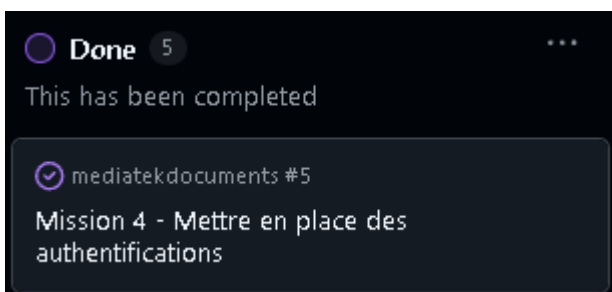 Done 5
This has been completed
mediatekdocuments #5
Mission 4 - Mettre en place des
authentifications